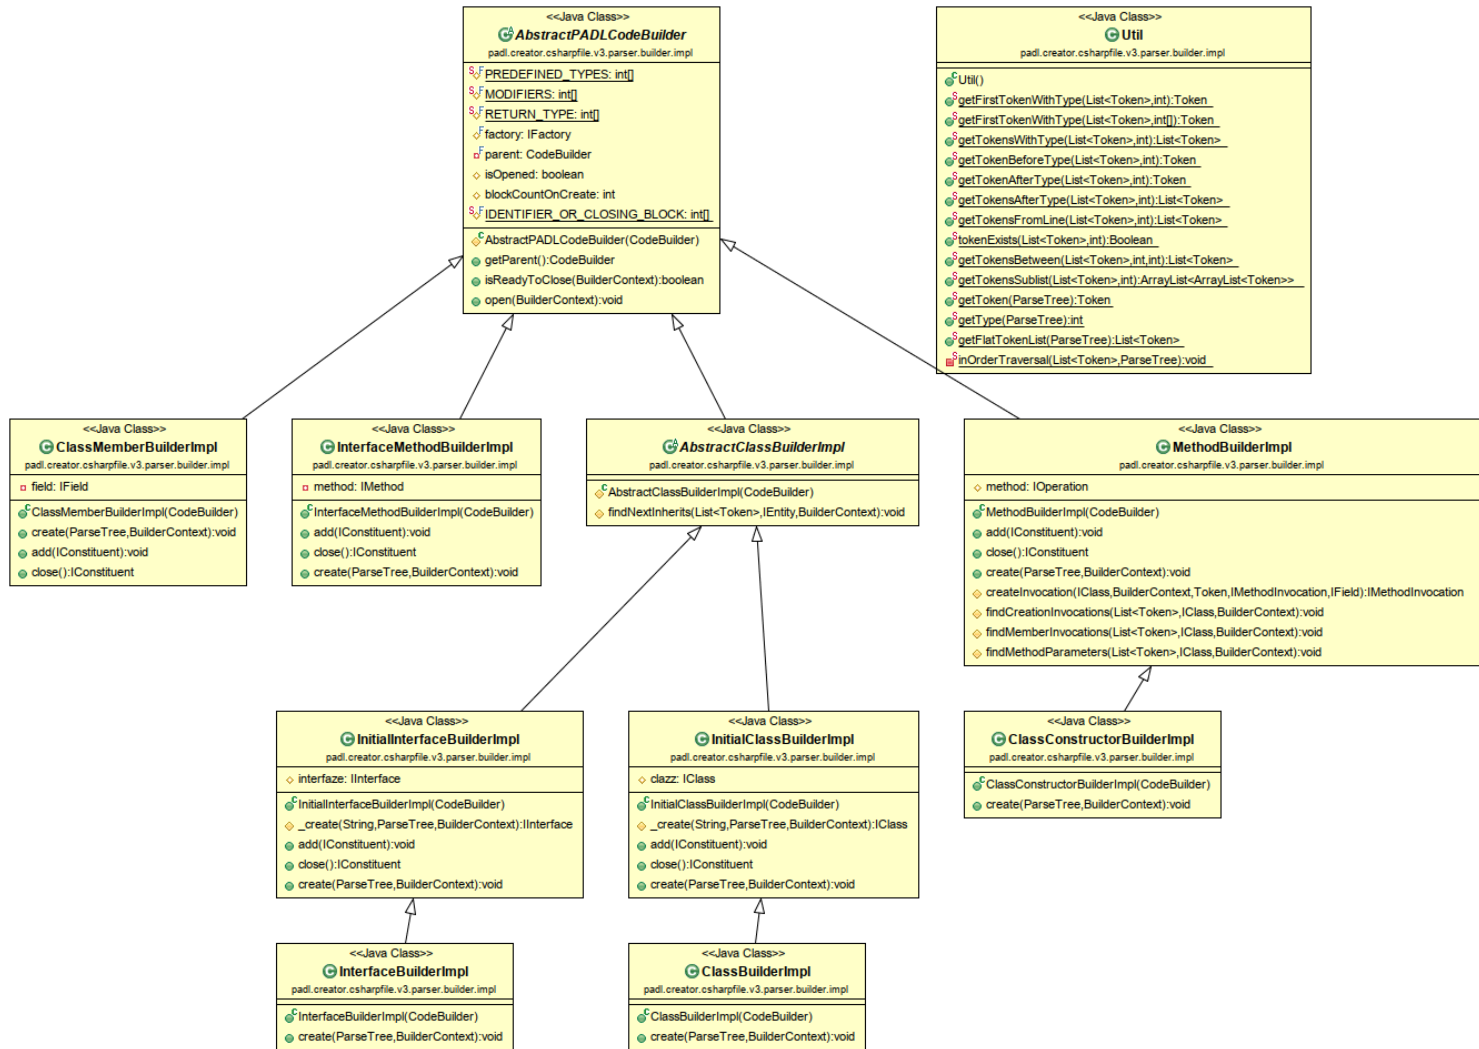 <<Java Class>>
AbstractPADLCodeBuilder
padl.creator.csharpfile.v3.parser.builder.impl
PREDEFINED_TYPES: int[]
MODIFIERS: int[]
RETURN_TYPE: int[]
factory: IFactory
parent: CodeBuilder
isOpened: boolean
blockCountOnCreate: int
IDENTIFIER_OR_CLOSING_BLOCK: int[]
AbstractPADLCodeBuilder(CodeBuilder)
getParent():CodeBuilder
isReadyToClose(BuilderContext):boolean
open(BuilderContext):void
<<Java Class>>
Util
padl.creator.csharpfile.v3.parser.builder.impl
Util()
getFirstTokenWithType(List<Token>,int):Token
getFirstTokenWithType(List<Token>,int[]):Token
getTokensWithType(List<Token>,int):List<Token>
getTokenBeforeType(List<Token>,int):Token
getTokenAfterType(List<Token>,int):Token
getTokensAfterType(List<Token>,int):List<Token>
getTokensFromLine(List<Token>,int):List<Token>
tokenExists(List<Token>,int):Boolean
getTokensBetween(List<Token>,int,int):List<Token>
getTokensSublist(List<Token>,int):ArrayList<ArrayList<Token>>
getToken(ParseTree):Token
getType(ParseTree):int
getFlatTokenList(ParseTree):List<Token>
inOrderTraversal(List<Token>,ParseTree):void
<<Java Class>>
ClassMemberBuilderImpl
padl.creator.csharpfile.v3.parser.builder.impl
field: IField
ClassMemberBuilderImpl(CodeBuilder)
create(ParseTree,BuilderContext):void
add(IConstituent):void
close():IConstituent
<<Java Class>>
InterfaceMethodBuilderImpl
padl.creator.csharpfile.v3.parser.builder.impl
method: IMethod
InterfaceMethodBuilderImpl(CodeBuilder)
add(IConstituent):void
close():IConstituent
create(ParseTree,BuilderContext):void
<<Java Class>>
AbstractClassBuilderImpl
padl.creator.csharpfile.v3.parser.builder.impl
AbstractClassBuilderImpl(CodeBuilder)
findNextInherits(List<Token>,IEntity,BuilderContext):void
<<Java Class>>
MethodBuilderImpl
padl.creator.csharpfile.v3.parser.builder.impl
method: IOperation
MethodBuilderImpl(CodeBuilder)
add(IConstituent):void
close():IConstituent
create(ParseTree,BuilderContext):void
createInvocation(IClass,BuilderContext,Token,IMethodInvocation,IField):IMethodInvocation
findCreationInvocations(List<Token>,IClass,BuilderContext):void
findMemberInvocations(List<Token>,IClass,BuilderContext):void
findMethodParameters(List<Token>,IClass,BuilderContext):void
<<Java Class>>
InitialInterfaceBuilderImpl
padl.creator.csharpfile.v3.parser.builder.impl
interfaze: IInterface
InitialInterfaceBuilderImpl(CodeBuilder)
_create(String,ParseTree,BuilderContext):IInterface
add(IConstituent):void
close():IConstituent
create(ParseTree,BuilderContext):void
<<Java Class>>
InitialClassBuilderImpl
padl.creator.csharpfile.v3.parser.builder.impl
clazz: IClass
InitialClassBuilderImpl(CodeBuilder)
_create(String,ParseTree,BuilderContext):IClass
add(IConstituent):void
close():IConstituent
create(ParseTree,BuilderContext):void
<<Java Class>>
ClassConstructorBuilderImpl
padl.creator.csharpfile.v3.parser.builder.impl
ClassConstructorBuilderImpl(CodeBuilder)
create(ParseTree,BuilderContext):void
<<Java Class>>
InterfaceBuilderImpl
padl.creator.csharpfile.v3.parser.builder.impl
InterfaceBuilderImpl(CodeBuilder)
create(ParseTree,BuilderContext):void
<<Java Class>>
ClassBuilderImpl
padl.creator.csharpfile.v3.parser.builder.impl
ClassBuilderImpl(CodeBuilder)
create(ParseTree,BuilderContext):void